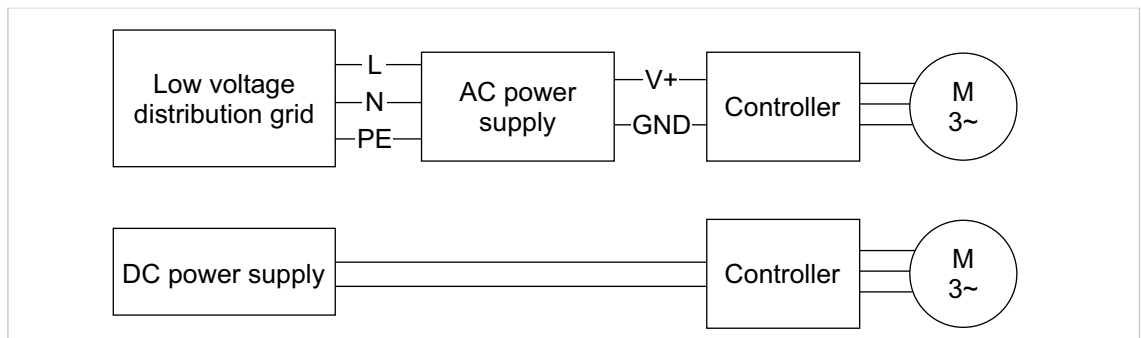 Low voltage
distribution grid
L
N
PE
AC power
supply
V+
GND
Controller
M
3~
DC power supply
Controller
M
3~